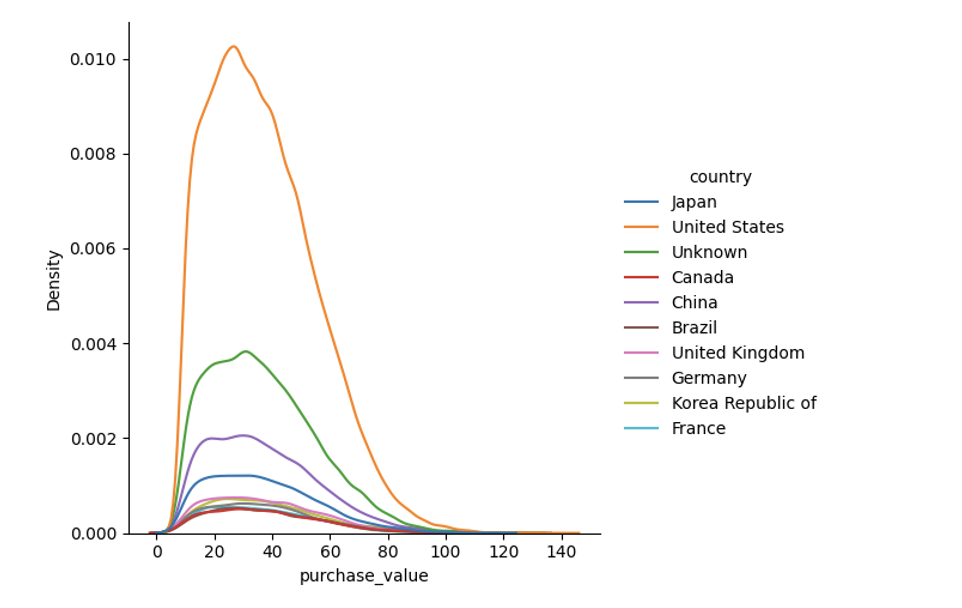 0.010
0.008
0.006
0.004
0.002
0.000
Density
0 20 40 60 80 100 120 140
purchase_value
country
Japan
United States
Unknown
Canada
China
Brazil
United Kingdom
Germany
Korea Republic of
France